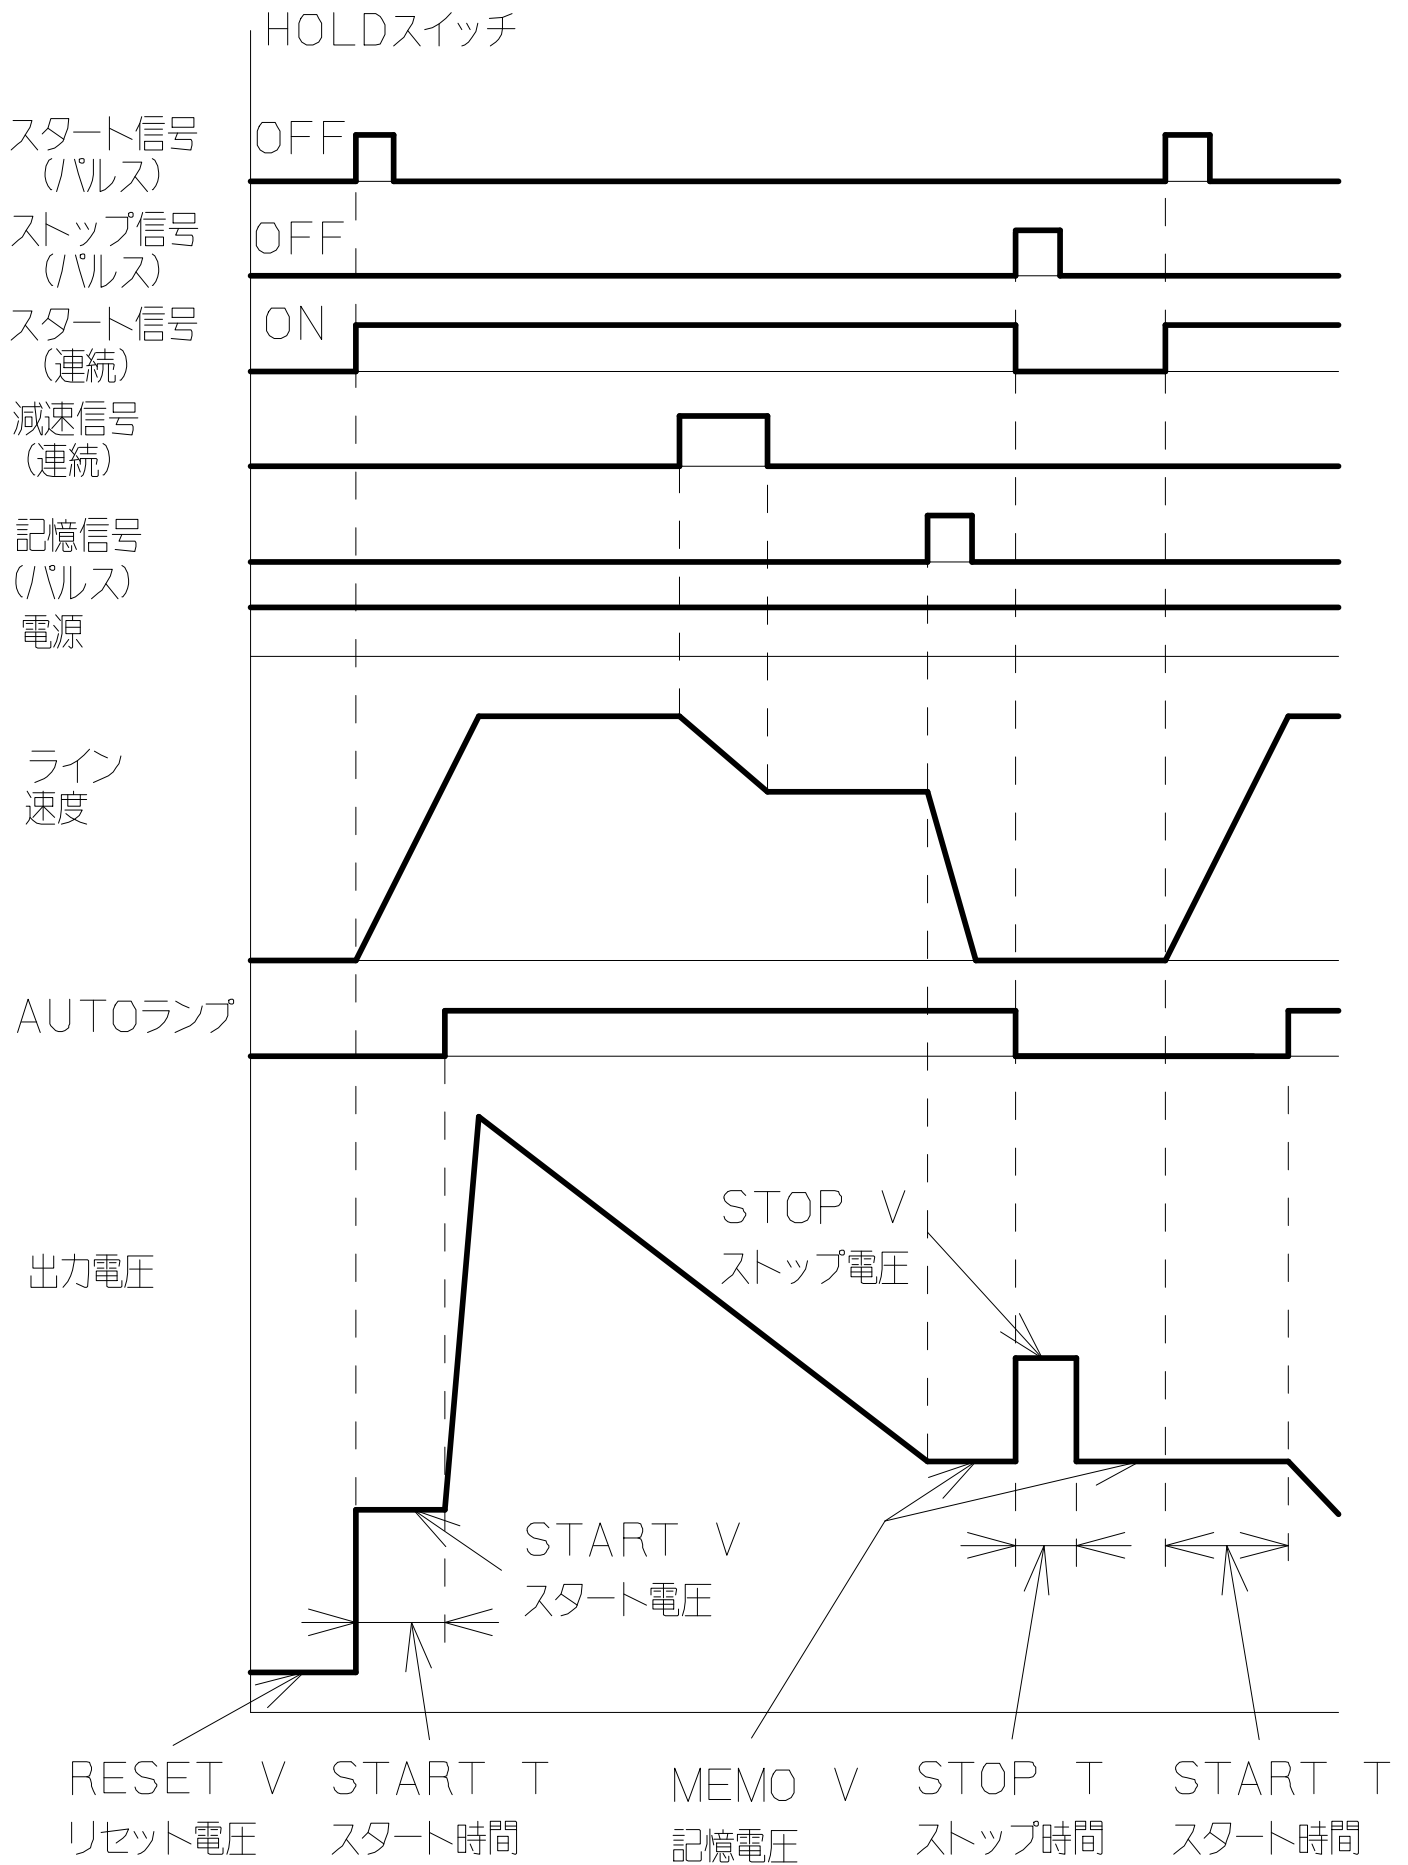 HOLDスイッチ
スタート信号
(パルス)
OFF
ストップ信号
(パルス)
OFF
スタート信号
(連続)
ON
減速信号
(連続)
記憶信号
(パルス)
電源
ライン
速度
AUTOランプ
出力電圧
STOP V
ストップ電圧
START V
スタート電圧
RESET V
リセット電圧
START T
スタート時間
MEMO V
記憶電圧
STOP T
ストップ時間
START T
スタート時間